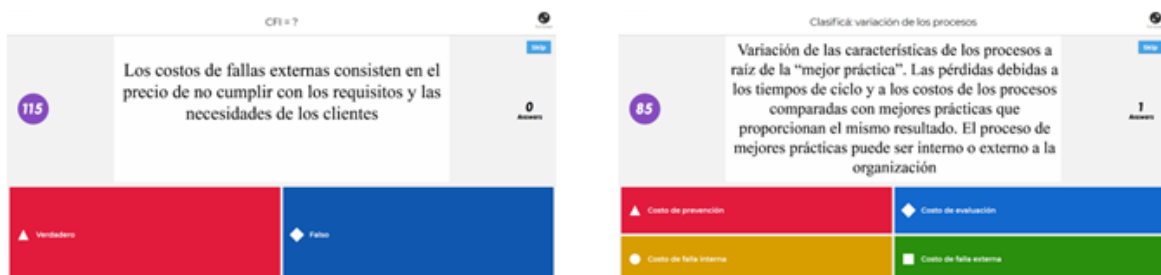 CFI = ?
Skip
Los costos de fallas externas consisten en el
precio de no cumplir con los requisitos y las
necesidades de los clientes
115
0
Answers
Verdadero
Falso
Clasificá: variación de los procesos
Skip
Variación de las características de los procesos a
raíz de la “mejor práctica”. Las pérdidas debidas a
los tiempos de ciclo y a los costos de los procesos
comparadas con mejores prácticas que
proporcionan el mismo resultado. El proceso de
mejores prácticas puede ser interno o externo a la
organización
85
1
Answers
Costo de prevención
Costo de evaluación
Costo de falla interna
Costo de falla externa